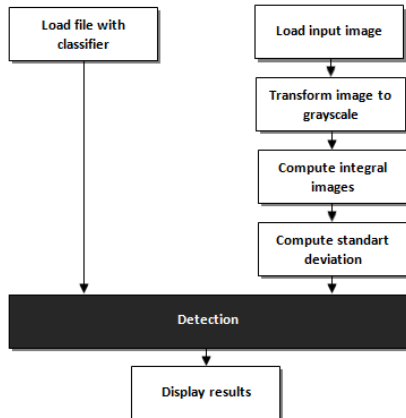 Load file with
classifier
Load input image
Transform image to
grayscale
Compute integral
images
Compute standart
deviation
Detection
Display results